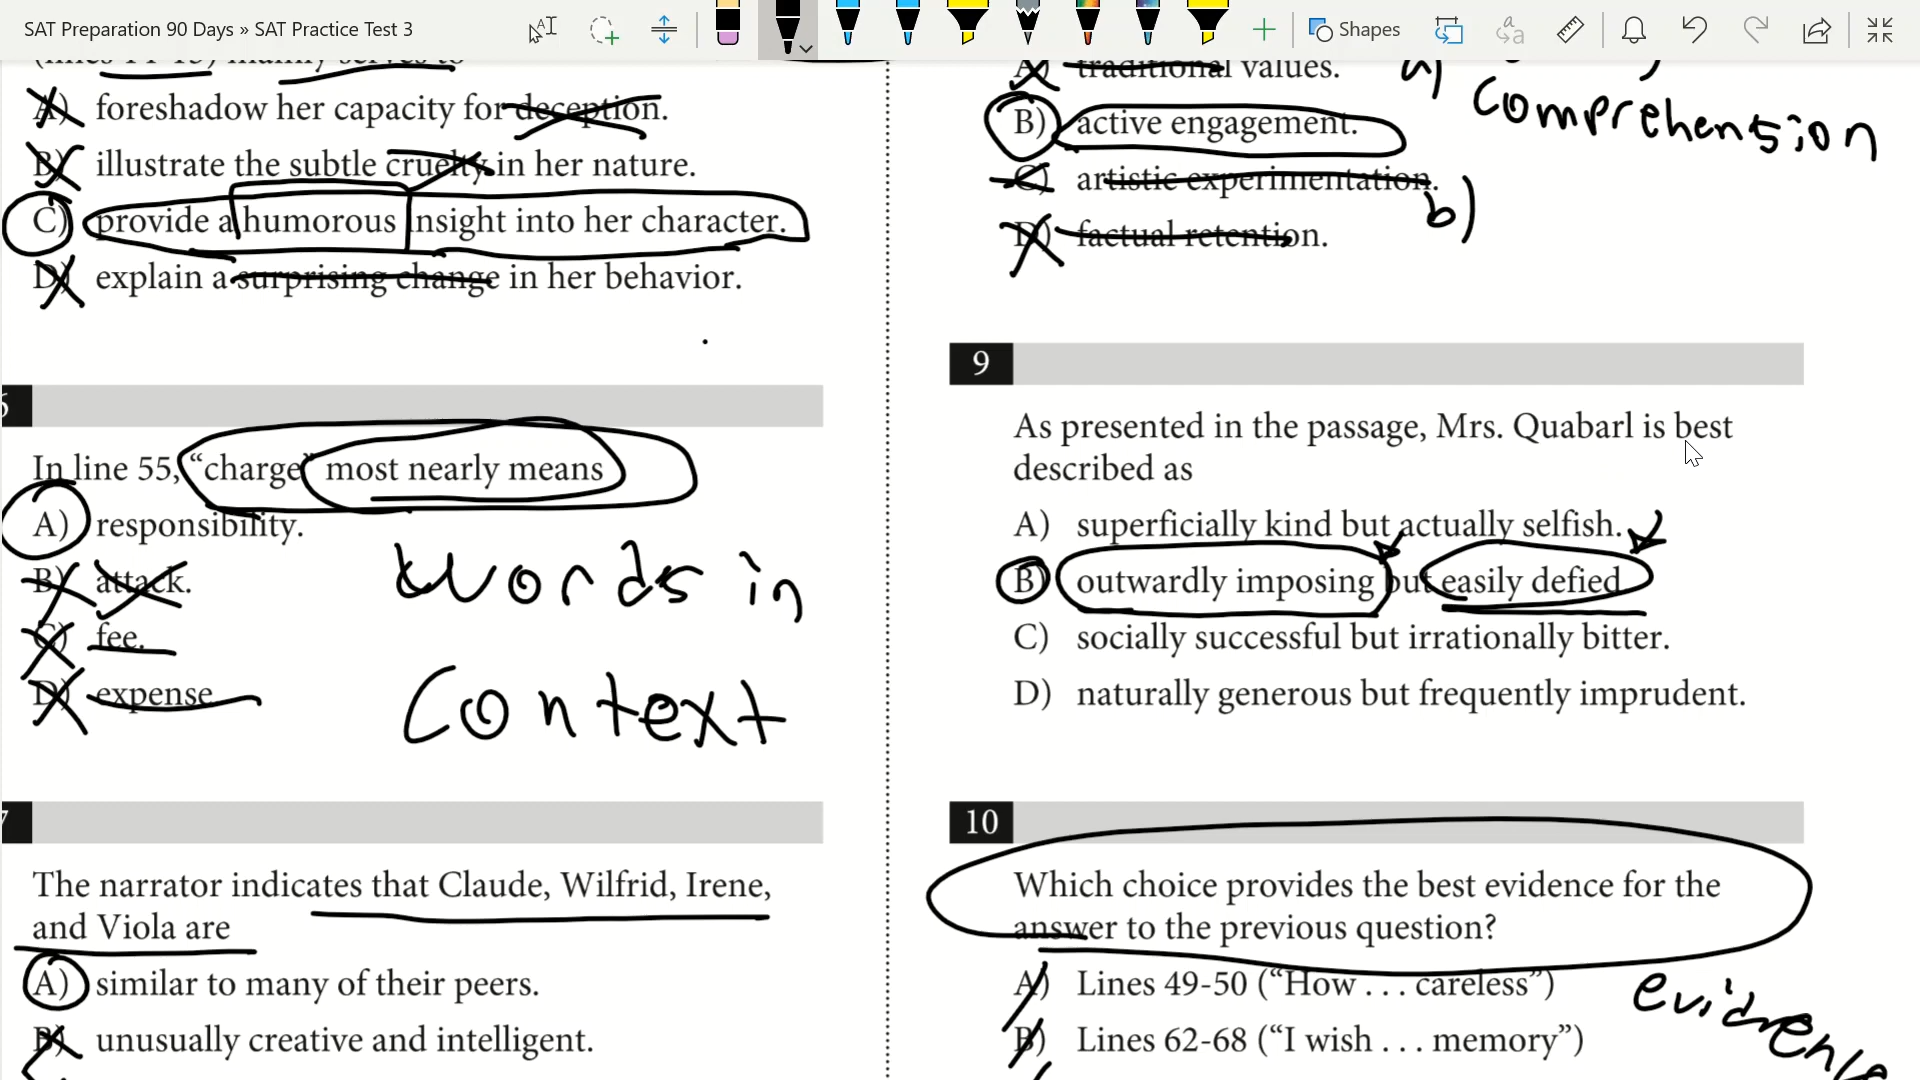 SAT Preparation 90 Days » SAT Practice Test 3
Shapes
A) foreshadow her capacity for deception.
B) illustrate the subtle cruelty in her nature.
C) provide a humorous insight into her character.
D) explain a surprising change in her behavior.
6
In line 55, “charge” most nearly means
A) responsibility.
B) attack.
C) fee.
D) expense
words in
context
7
The narrator indicates that Claude, Wilfrid, Irene,
and Viola are
A) similar to many of their peers.
B) unusually creative and intelligent.
A) traditional values.
B) active engagement.
C) artistic experimentation.
D) factual retention.
a)
comprehension
b)
9
As presented in the passage, Mrs. Quabarl is best
described as
A) superficially kind but actually selfish.
B) outwardly imposing but easily defied
C) socially successful but irrationally bitter.
D) naturally generous but frequently imprudent.
10
Which choice provides the best evidence for the
answer to the previous question?
A) Lines 49-50 (“How . . . careless”)
B) Lines 62-68 (“I wish . . . memory”)